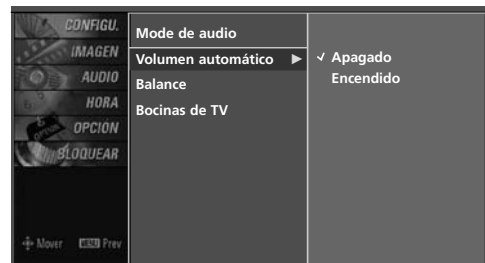 CONFIGU.
IMAGEN
AUDIO
HORA
OPCIÓN
BLOQUEAR
Mover MENU Prev
Mode de audio
Volumen automático ▶
Balance
Bocinas de TV
✓ Apagado
Encendido